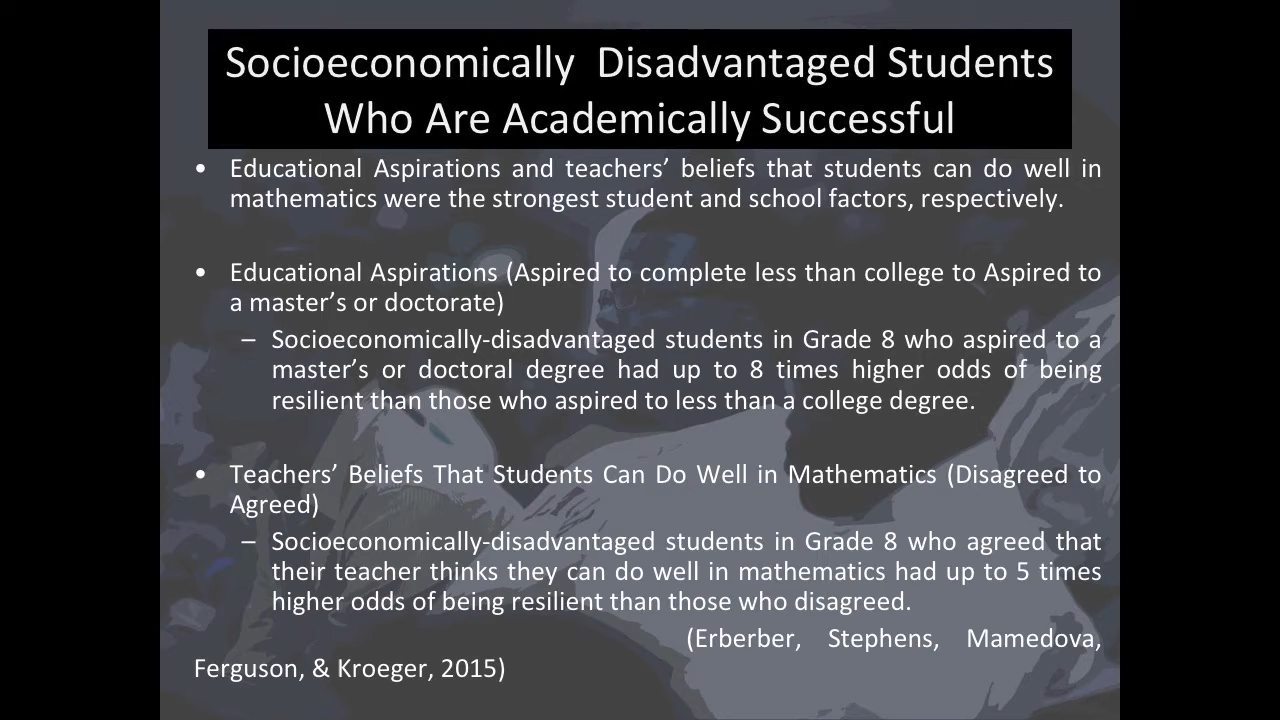 Socioeconomically  Disadvantaged Students
Who Are Academically Successful
• Educational Aspirations and teachers’ beliefs that students can do well in
mathematics were the strongest student and school factors, respectively.
• Educational Aspirations (Aspired to complete less than college to Aspired to
a master’s or doctorate)
– Socioeconomically-disadvantaged students in Grade 8 who aspired to a
master’s or doctoral degree had up to 8 times higher odds of being
resilient than those who aspired to less than a college degree.
• Teachers’ Beliefs That Students Can Do Well in Mathematics (Disagreed to
Agreed)
– Socioeconomically-disadvantaged students in Grade 8 who agreed that
their teacher thinks they can do well in mathematics had up to 5 times
higher odds of being resilient than those who disagreed.
(Erberber, Stephens, Mamedova,
Ferguson, & Kroeger, 2015)